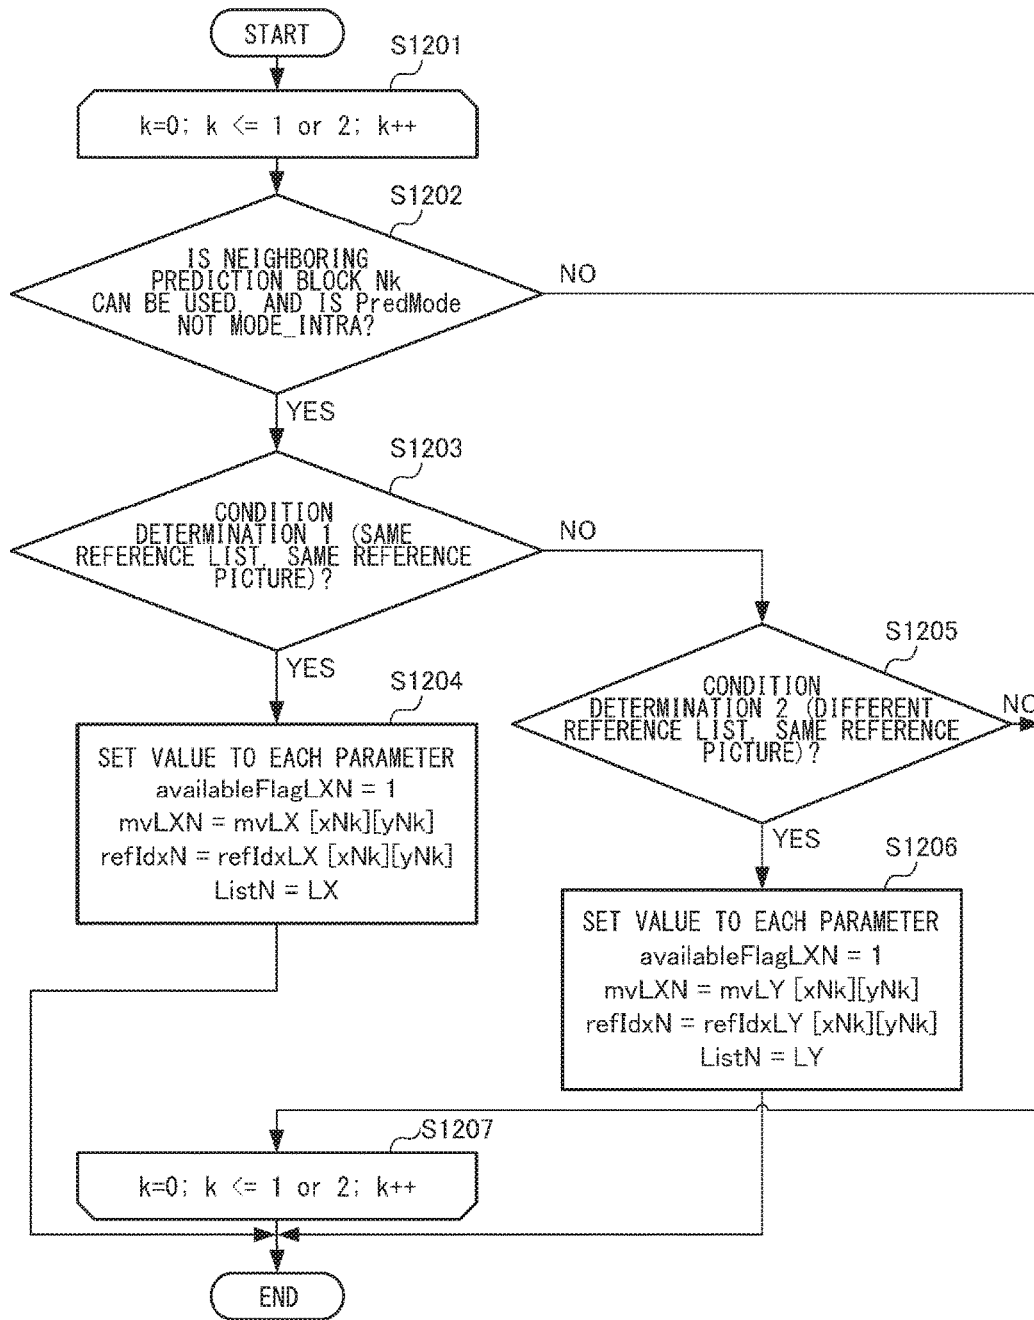 START
S1201
k=0; k <= 1 or 2; k++
S1202
IS NEIGHBORING
PREDICTION BLOCK Nk
CAN BE USED, AND IS PredMode
NOT MODE_INTRA?
NO
YES
S1203
CONDITION
DETERMINATION 1 (SAME
REFERENCE LIST, SAME REFERENCE
PICTURE)?
NO
YES
S1205
CONDITION
DETERMINATION 2 (DIFFERENT
REFERENCE LIST, SAME REFERENCE
PICTURE)?
NO
YES
S1204
SET VALUE TO EACH PARAMETER
availableFlagLXN = 1
mvLXN = mvLX [xNk][yNk]
refIdxN = refIdxLX [xNk][yNk]
ListN = LX
S1206
SET VALUE TO EACH PARAMETER
availableFlagLXN = 1
mvLXN = mvLY [xNk][yNk]
refIdxN = refIdxLY [xNk][yNk]
ListN = LY
S1207
k=0; k <= 1 or 2; k++
END